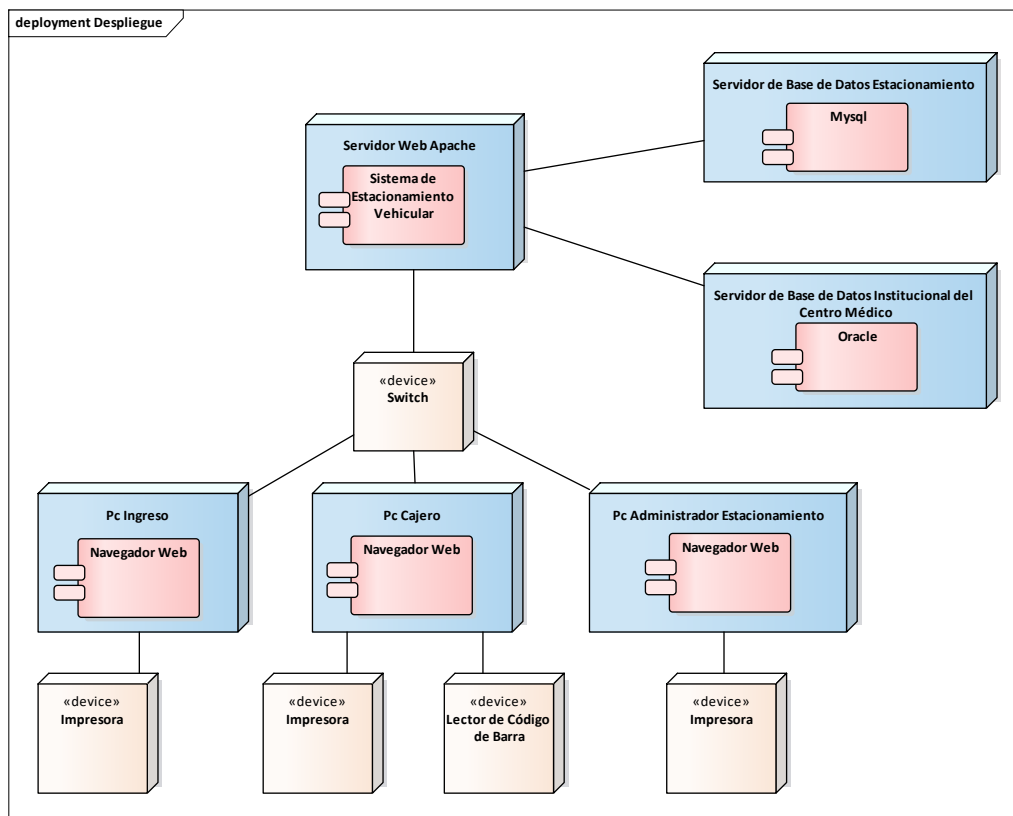 deployment Despliegue
Servidor de Base de Datos Estacionamiento
Mysql
Servidor Web Apache
Sistema de
Estacionamiento
Vehicular
Servidor de Base de Datos Institucional del
Centro Médico
Oracle
«device»
Switch
Pc Ingreso
Navegador Web
Pc Cajero
Navegador Web
Pc Administrador Estacionamiento
Navegador Web
«device»
Impresora
«device»
Impresora
«device»
Lector de Código
de Barra
«device»
Impresora